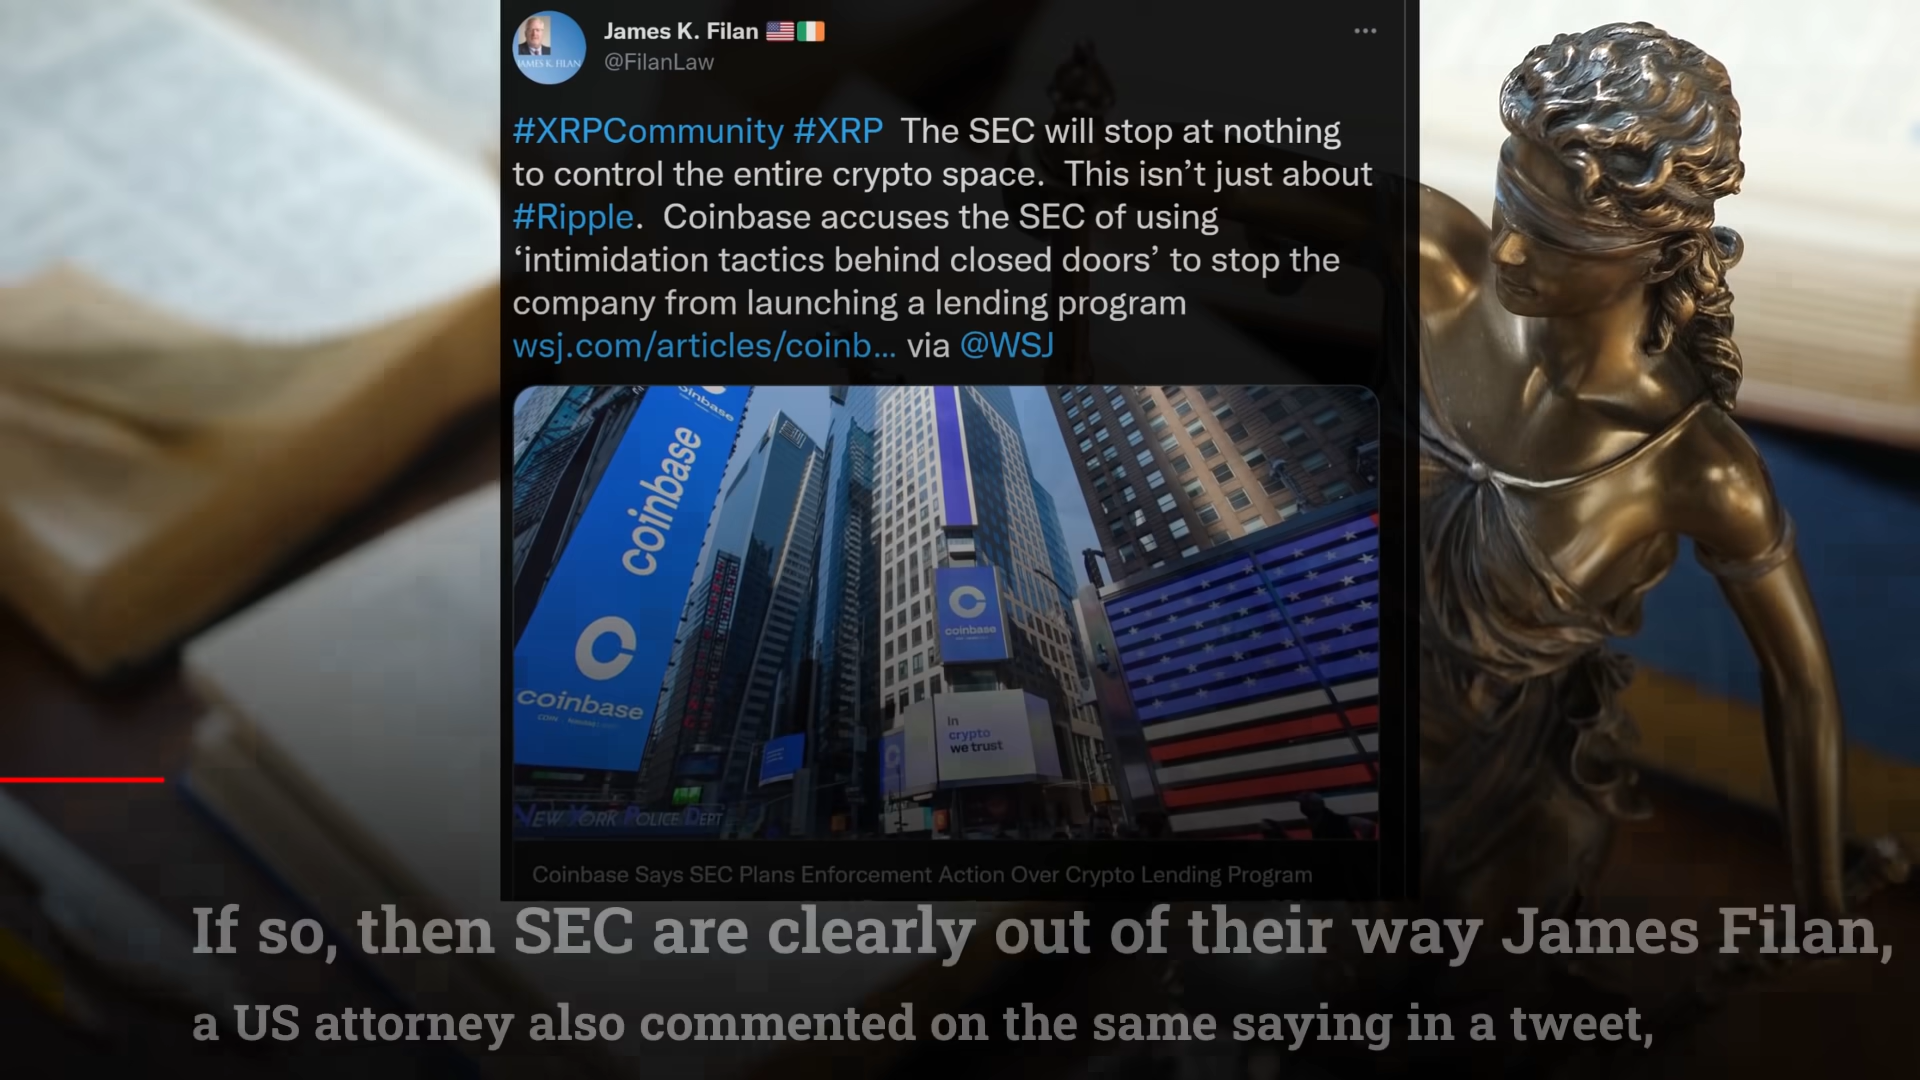 James K. Filan 🇺🇸🇮🇪
@FilanLaw
JAMES K. FILAN
#XRPCommunity #XRP The SEC will stop at nothing
to control the entire crypto space. This isn’t just about
#Ripple. Coinbase accuses the SEC of using
‘intimidation tactics behind closed doors’ to stop the
company from launching a lending program
wsj.com/articles/coinb... via @WSJ
coinbase
coinbase
coinbase
coinbase
In
crypto
we trust
NEW YORK POLICE DEPT
Coinbase Says SEC Plans Enforcement Action Over Crypto Lending Program
If so, then SEC are clearly out of their way James Filan,
a US attorney also commented on the same saying in a tweet,